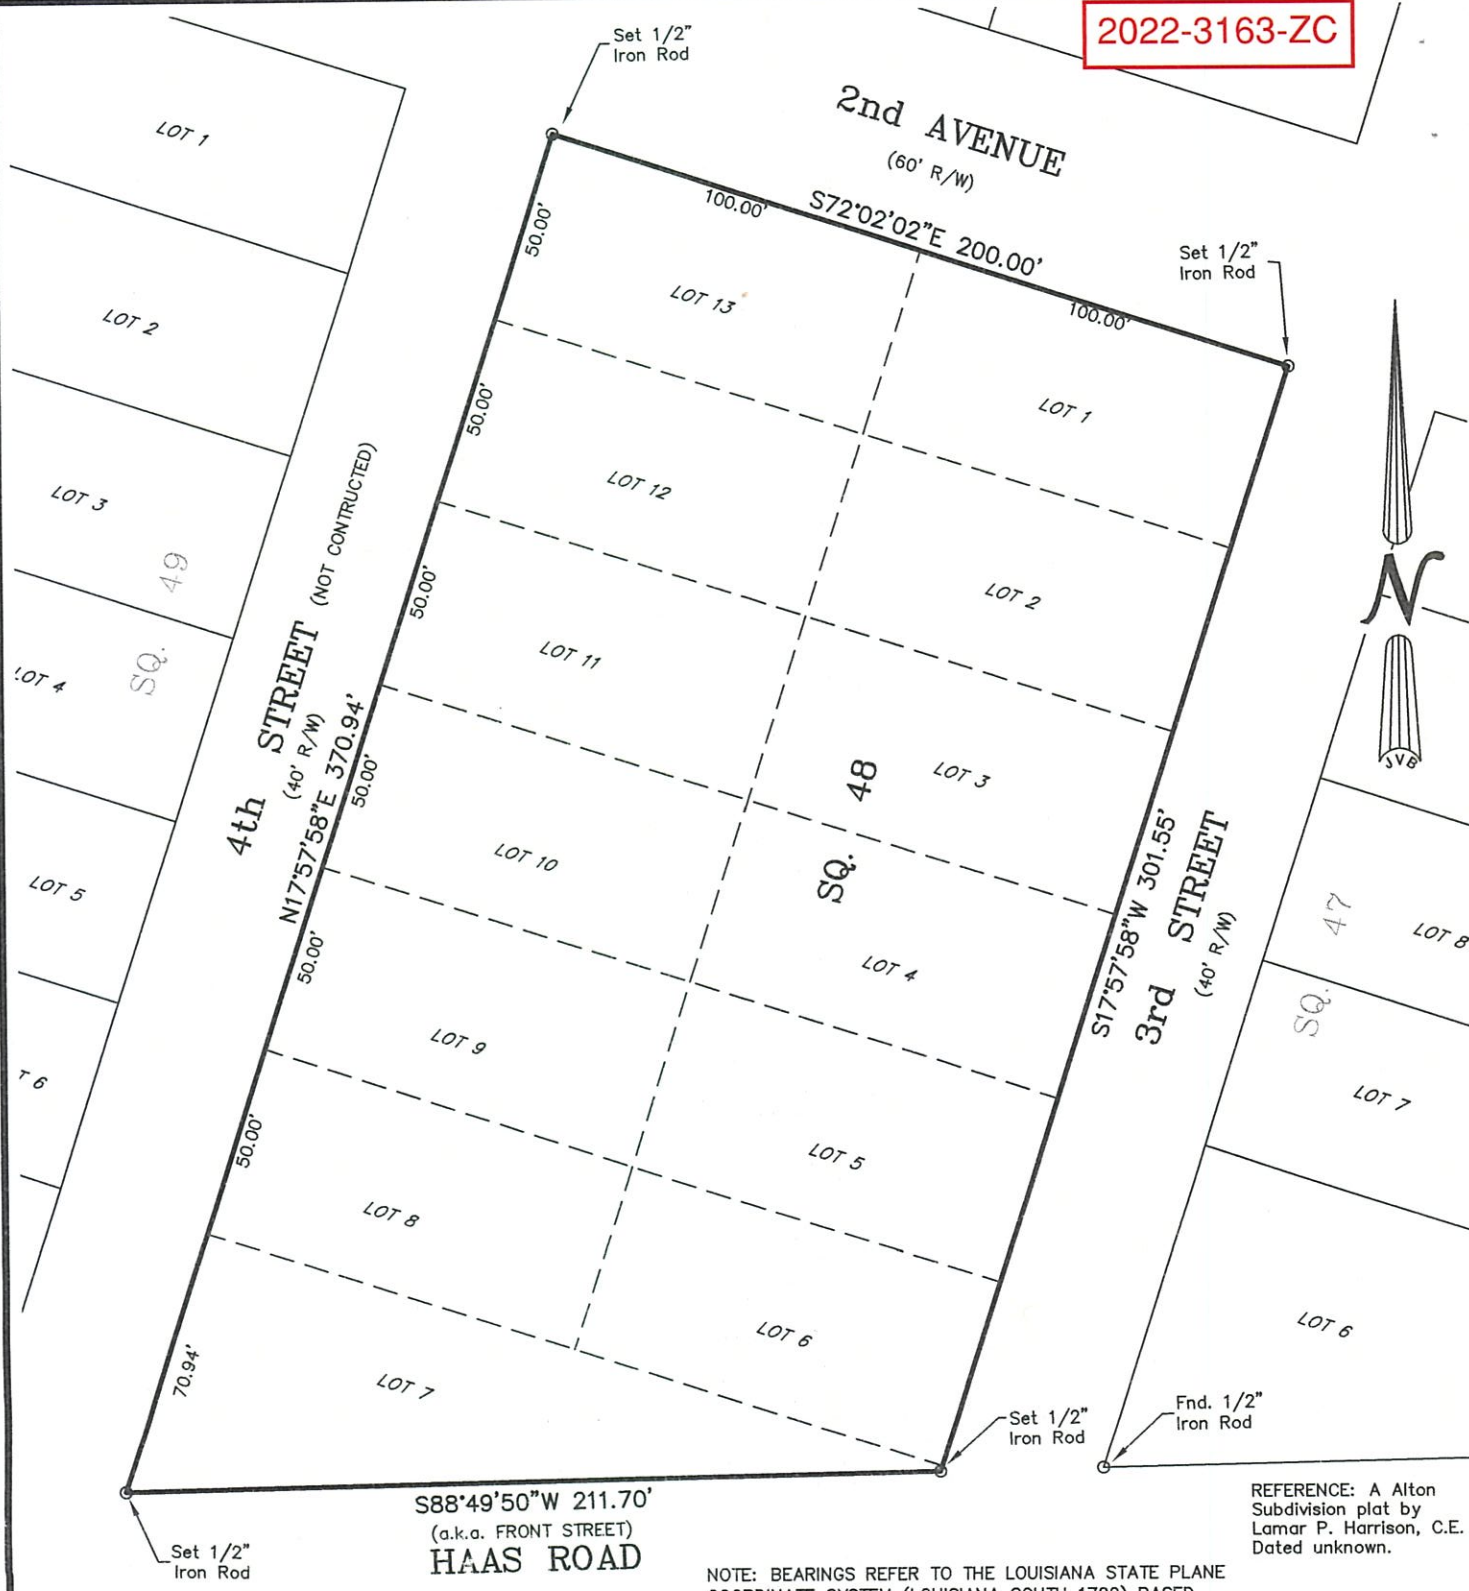 2022-3163-ZC
Set 1/2"
Iron Rod
2nd AVENUE
(60' R/W)
S72°02'02"E 200.00'
100.00'
100.00'
Set 1/2"
Iron Rod
LOT 1
LOT 2
LOT 3
LOT 4
LOT 5
T 6
SQ. 49
4th STREET (NOT CONTRUCTED)
(40' R/W)
N17°57'58"E 370.94'
50.00'
50.00'
50.00'
50.00'
50.00'
50.00'
70.94'
LOT 13
LOT 12
LOT 11
LOT 10
LOT 9
LOT 8
LOT 7
LOT 1
LOT 2
LOT 3
LOT 4
LOT 5
LOT 6
SQ. 48
S17°57'58"W 301.55'
3rd STREET
(40' R/W)
N
JVB
SQ. 47
LOT 8
LOT 7
LOT 6
Set 1/2"
Iron Rod
Fnd. 1/2"
Iron Rod
Set 1/2"
Iron Rod
S88°49'50"W 211.70'
(a.k.a. FRONT STREET)
HAAS ROAD
REFERENCE: A Alton
Subdivision plat by
Lamar P. Harrison, C.E.
Dated unknown.
NOTE: BEARINGS REFER TO THE LOUISIANA STATE PLANE